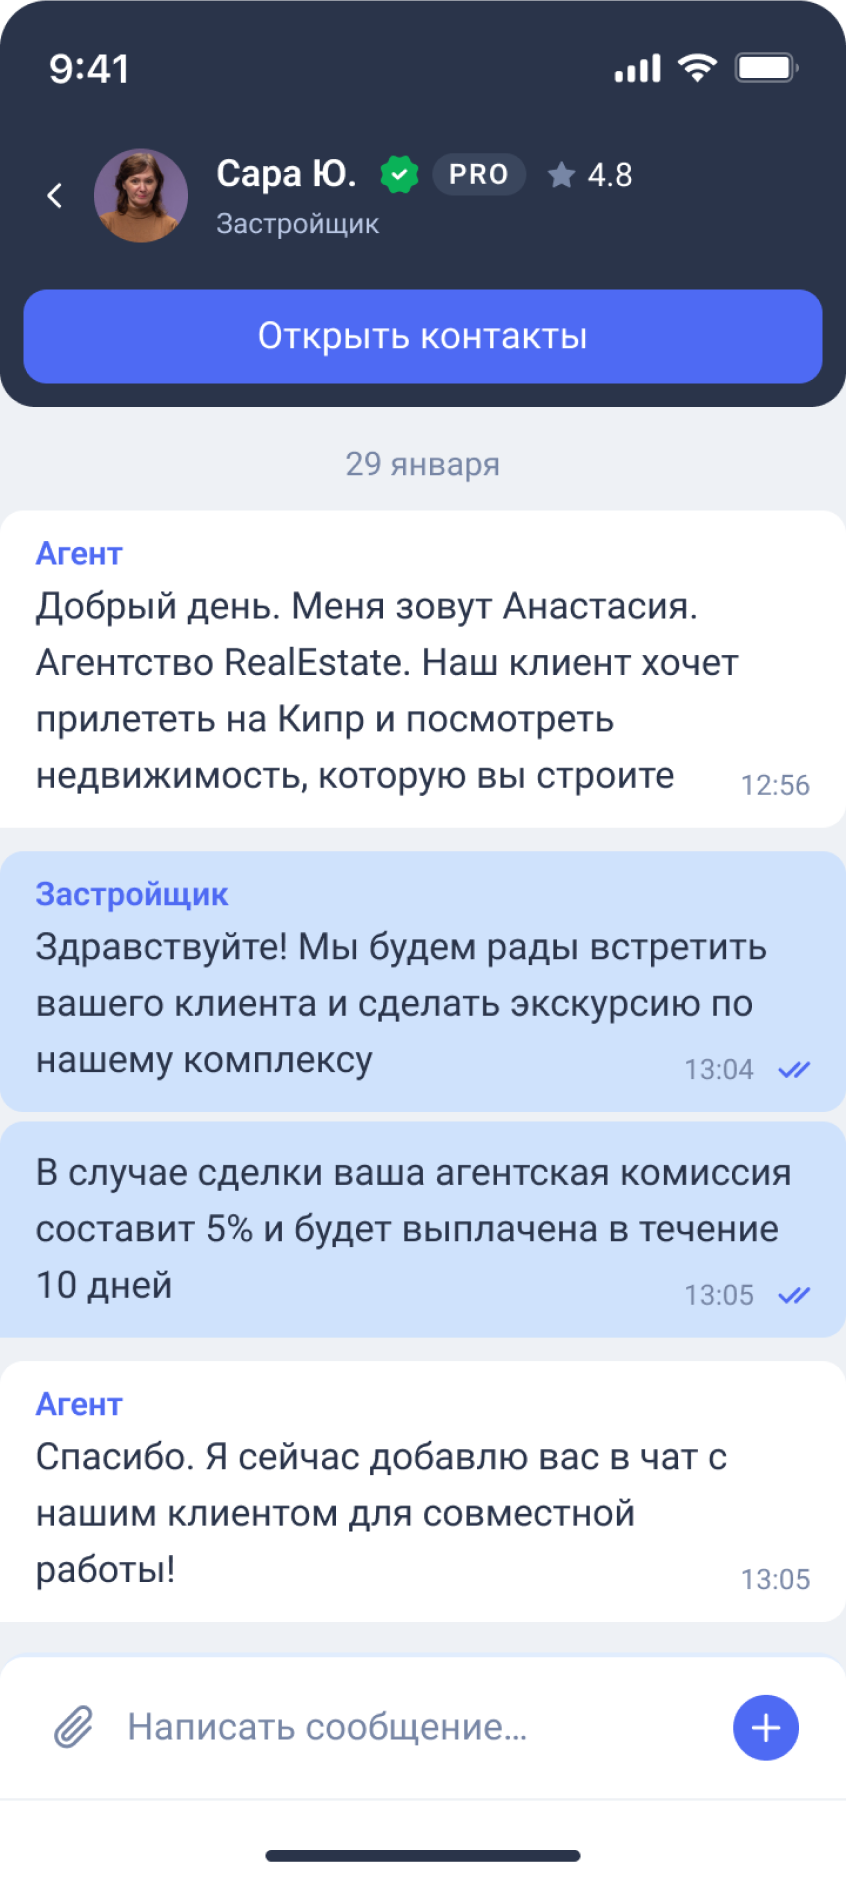 9:41
Сара Ю. PRO 4.8
Застройщик
Открыть контакты
29 января
Агент
Добрый день. Меня зовут Анастасия.
Агентство RealEstate. Наш клиент хочет
прилететь на Кипр и посмотреть
недвижимость, которую вы строите 12:56
Застройщик
Здравствуйте! Мы будем рады встретить
вашего клиента и сделать экскурсию по
нашему комплексу 13:04
В случае сделки ваша агентская комиссия
составит 5% и будет выплачена в течение
10 дней 13:05
Агент
Спасибо. Я сейчас добавлю вас в чат с
нашим клиентом для совместной
работы! 13:05
Написать сообщение...